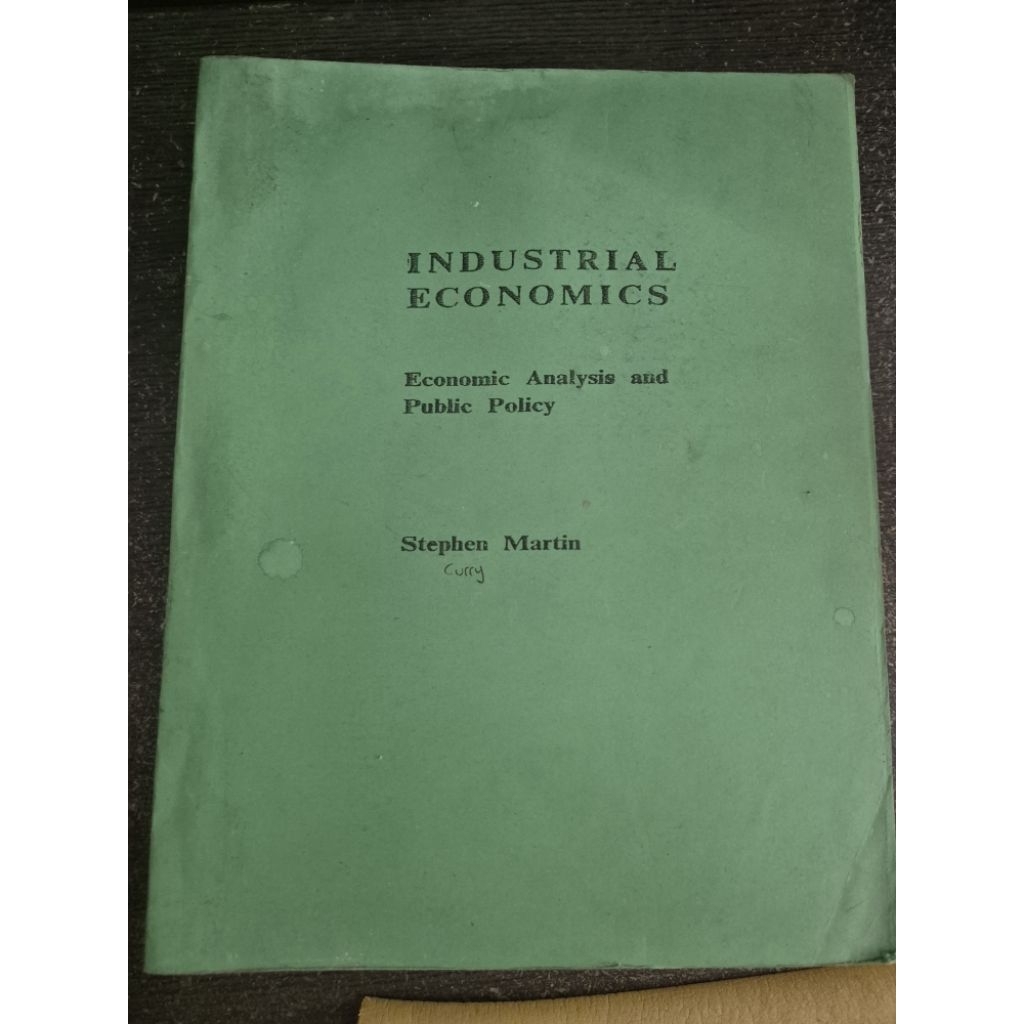 INDUSTRIAL
ECONOMICS
Economic Analysis and
Public Policy
Stephen Martin
Curry